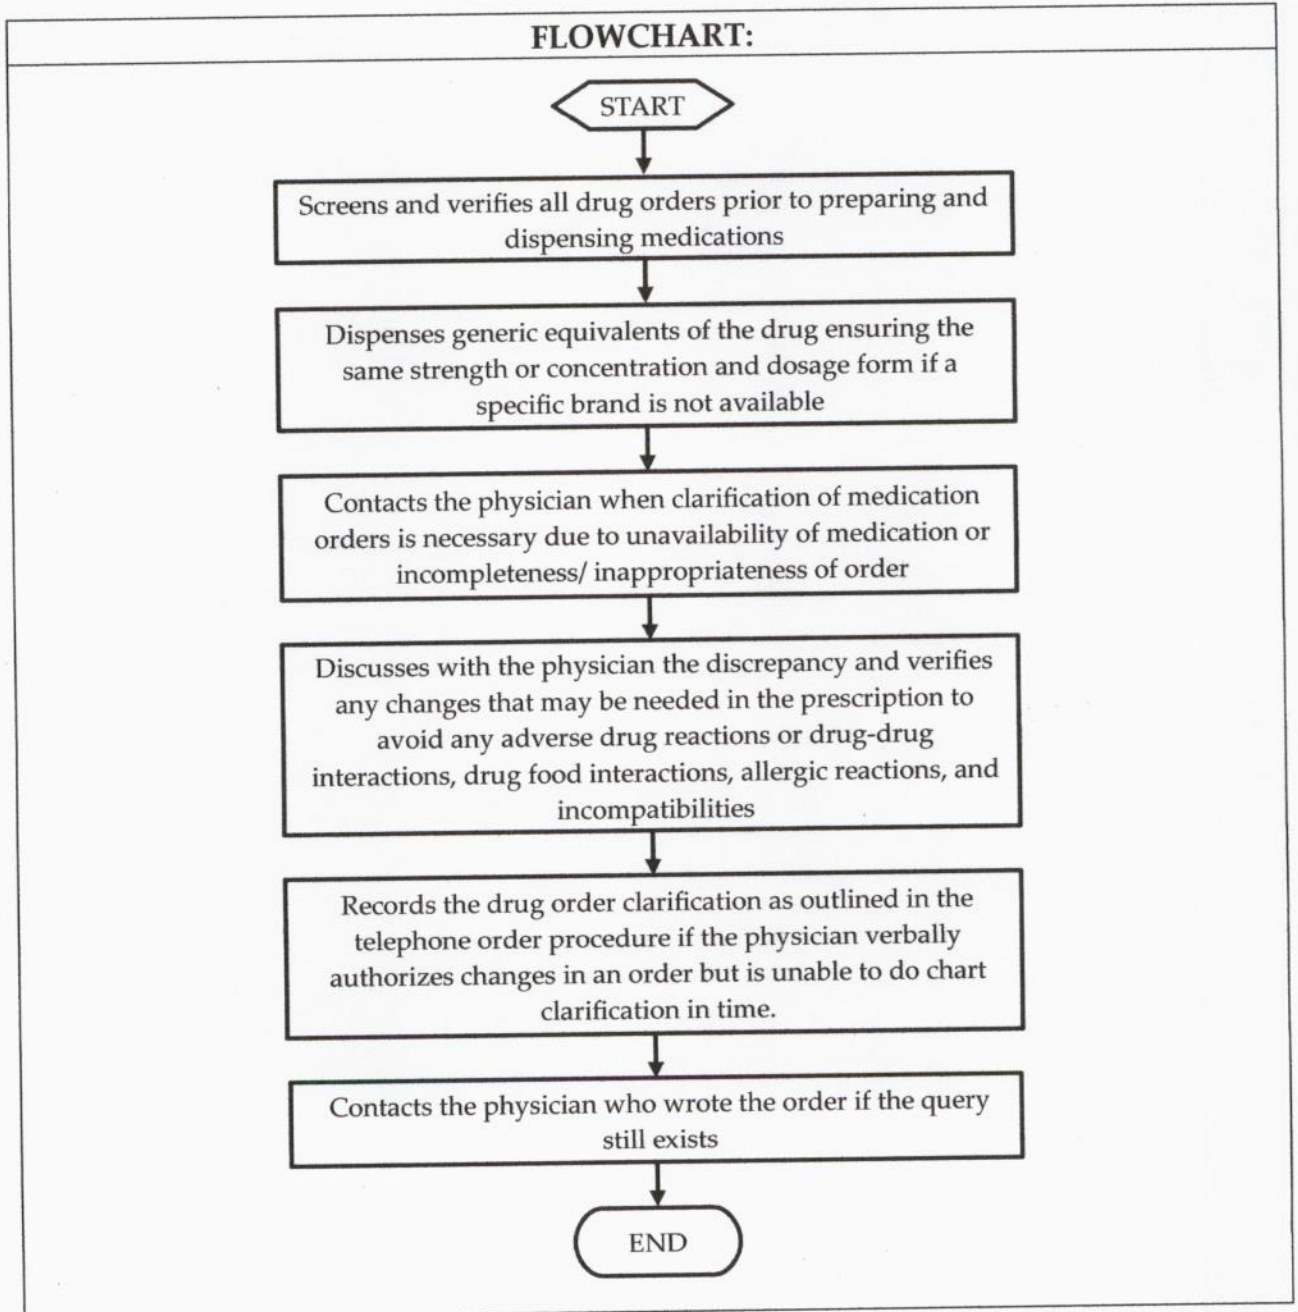 FLOWCHART:
START
Screens and verifies all drug orders prior to preparing and
dispensing medications
Dispenses generic equivalents of the drug ensuring the
same strength or concentration and dosage form if a
specific brand is not available
Contacts the physician when clarification of medication
orders is necessary due to unavailability of medication or
incompleteness/ inappropriateness of order
Discusses with the physician the discrepancy and verifies
any changes that may be needed in the prescription to
avoid any adverse drug reactions or drug-drug
interactions, drug food interactions, allergic reactions, and
incompatibilities
Records the drug order clarification as outlined in the
telephone order procedure if the physician verbally
authorizes changes in an order but is unable to do chart
clarification in time.
Contacts the physician who wrote the order if the query
still exists
END